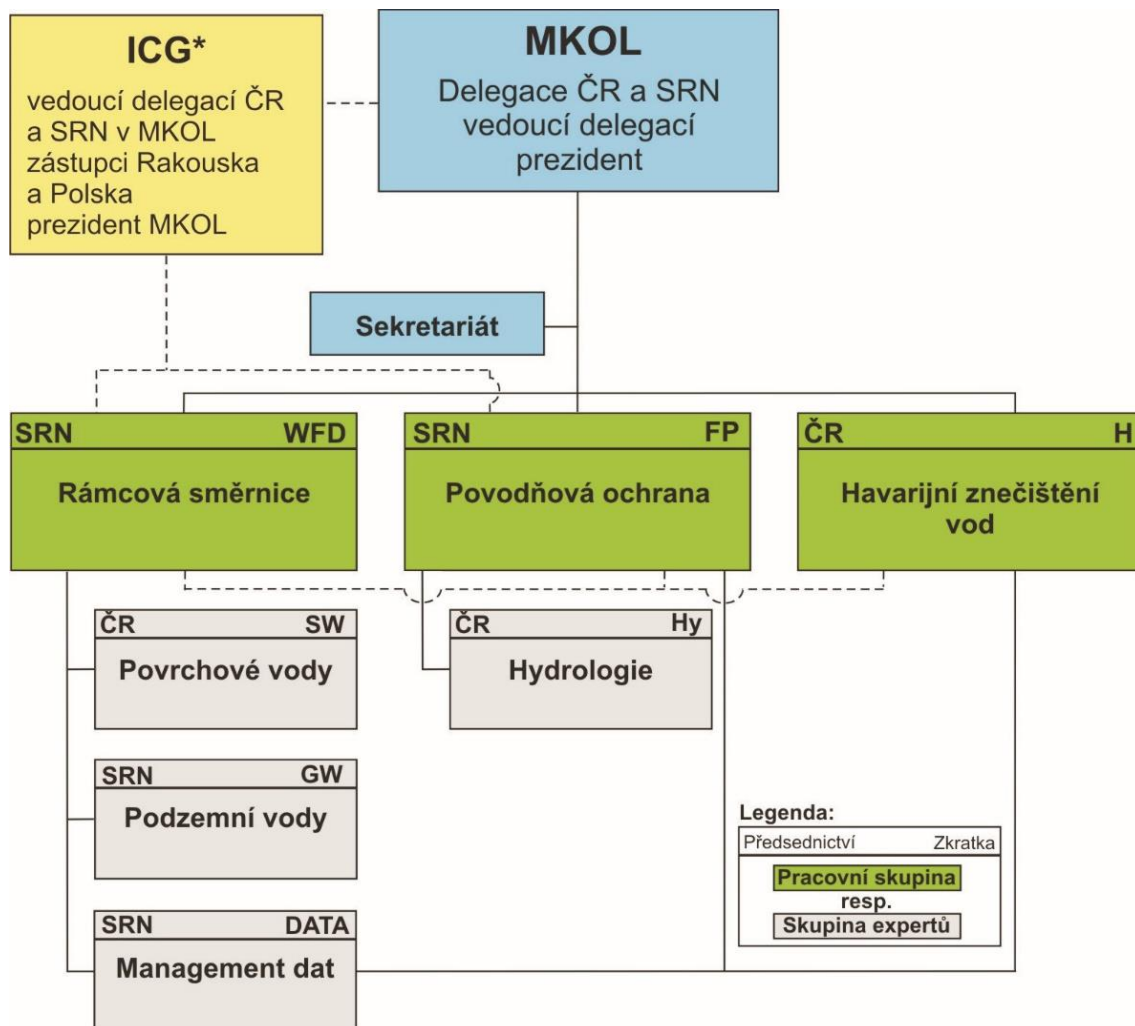 ICG*
vedoucí delegací ČR
a SRN v MKOL
zástupci Rakouska
a Polska
prezident MKOL
MKOL
Delegace ČR a SRN
vedoucí delegací
prezident
Sekretariát
SRN WFD
Rámcová směrnice
SRN FP
Povodňová ochrana
ČR H
Havarijní znečištění
vod
ČR SW
Povrchové vody
ČR Hy
Hydrologie
SRN GW
Podzemní vody
SRN DATA
Management dat
Legenda:
Předsednictví Zkratka
Pracovní skupina
resp.
Skupina expertů